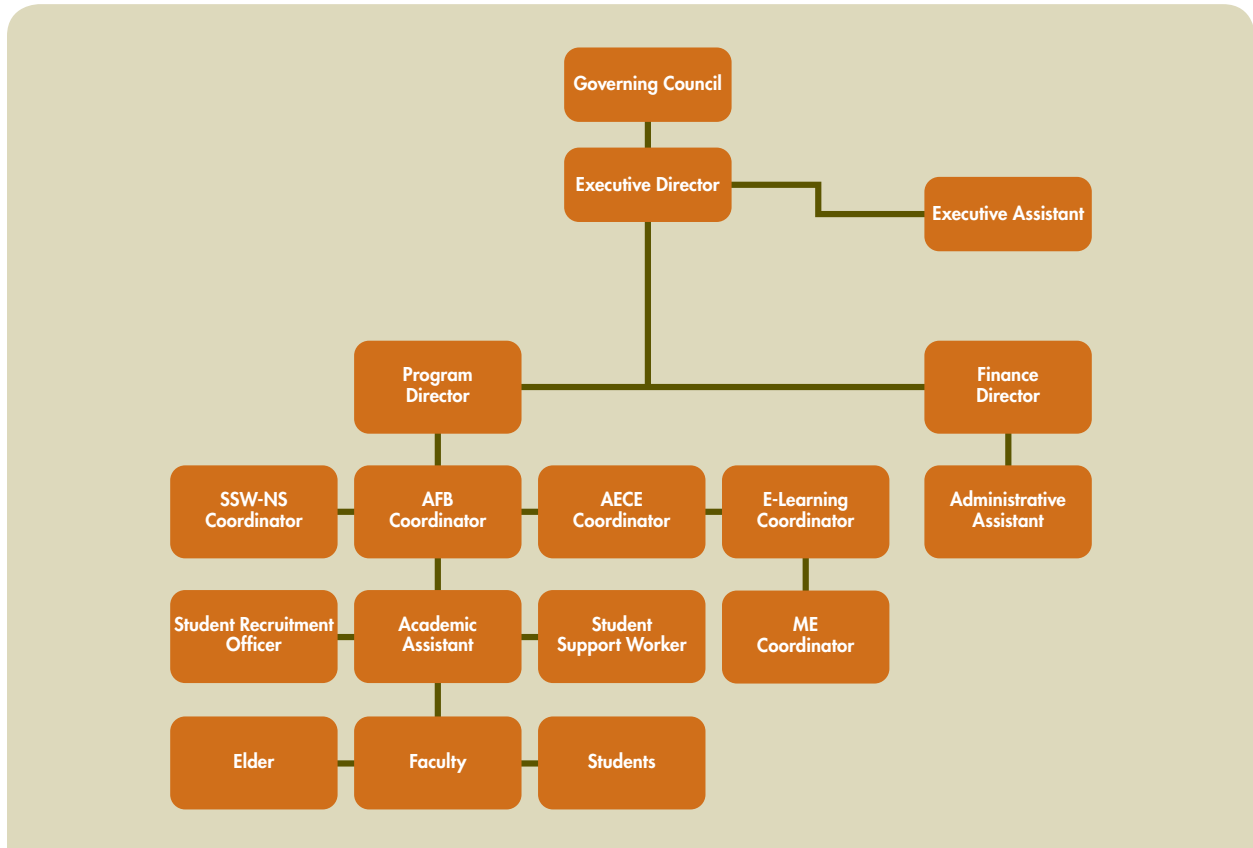 Governing Council
Executive Director
Executive Assistant
Program
Director
Finance
Director
SSW-NS
Coordinator
AFB
Coordinator
AECE
Coordinator
E-Learning
Coordinator
Administrative
Assistant
Student Recruitment
Officer
Academic
Assistant
Student
Support Worker
ME
Coordinator
Elder
Faculty
Students